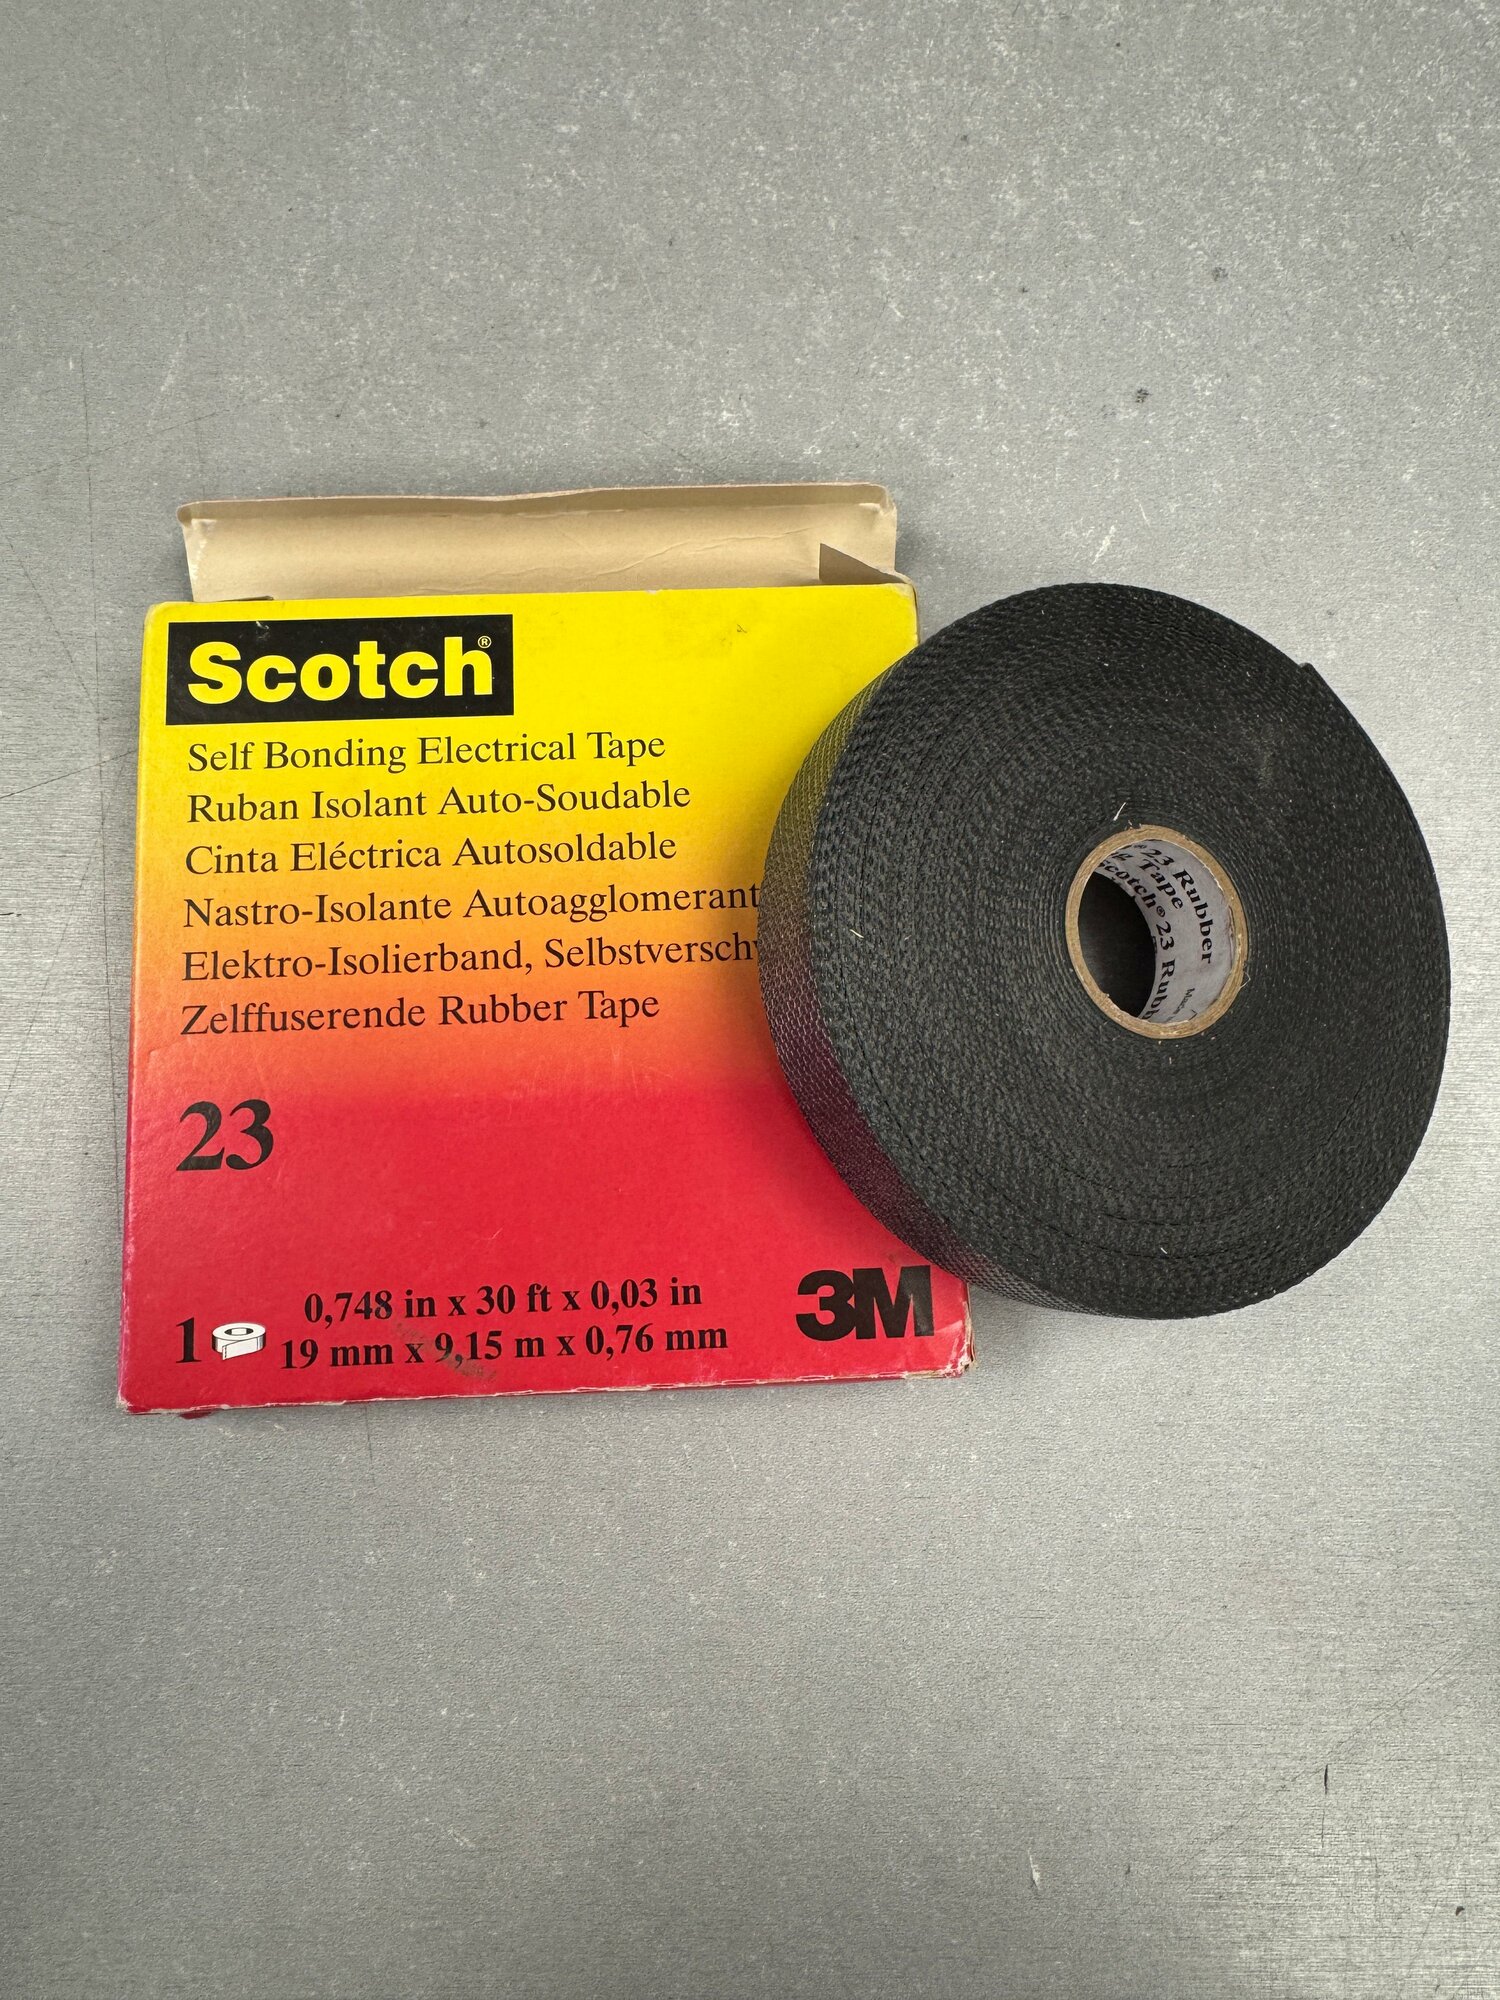 Scotch®
Self Bonding Electrical Tape
Ruban Isolant Auto-Soudable
Cinta Eléctrica Autosoldable
Nastro-Isolante Autoagglomerant
Elektro-Isolierband, Selbstversch
Zelffuserende Rubber Tape
23
0,748 in x 30 ft x 0,03 in
1 19 mm x 9,15 m x 0,76 mm
3M
23 Rubber
Tape
Scotch® 23 Rub